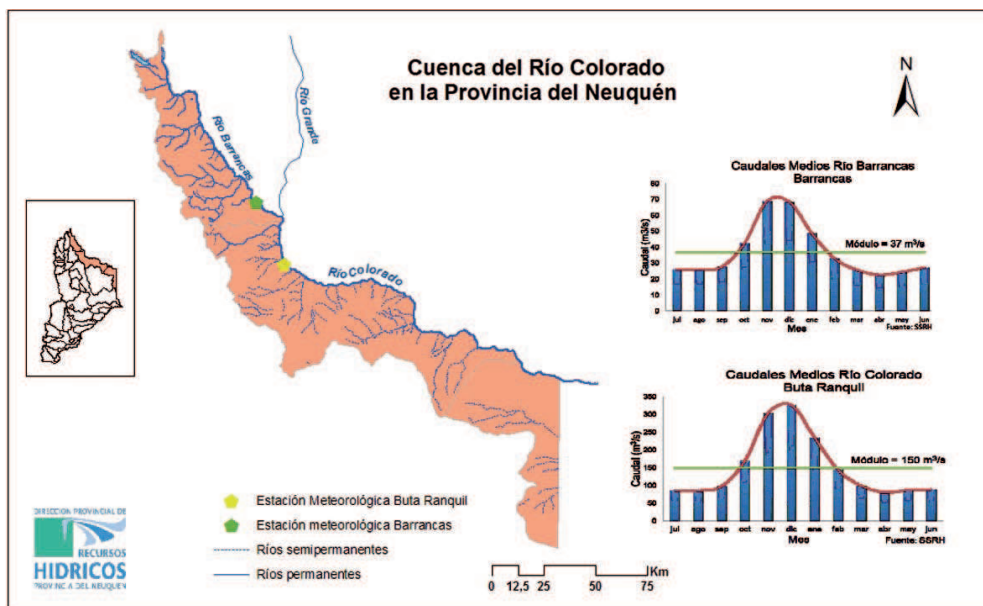 Cuenca del Río Colorado
en la Provincia del Neuquén
N
Río Barrancas
Río Grande
Río Colorado
Caudales Medios Río Barrancas
Barrancas
Caudal (m3/s)
80
70
60
50
40
30
20
10
0
Módulo = 37 m³/s
jul ago sep oct nov dic ene feb mar abr may jun
Mes
Fuente: SSRH
Caudales Medios Río Colorado
Buta Ranquil
Caudal (m³/s)
350
300
250
200
150
100
50
0
Módulo = 150 m³/s
jul ago sep oct nov dic ene feb mar abr may jun
Mes
Fuente: SSRH
Estación Meteorológica Buta Ranquil
Estación meteorológica Barrancas
Ríos semipermanentes
Ríos permanentes
Km
0 12,5 25 50 75
DIRECCIÓN PROVINCIAL DE
RECURSOS
HIDRICOS
PROVINCIA DEL NEUQUEN